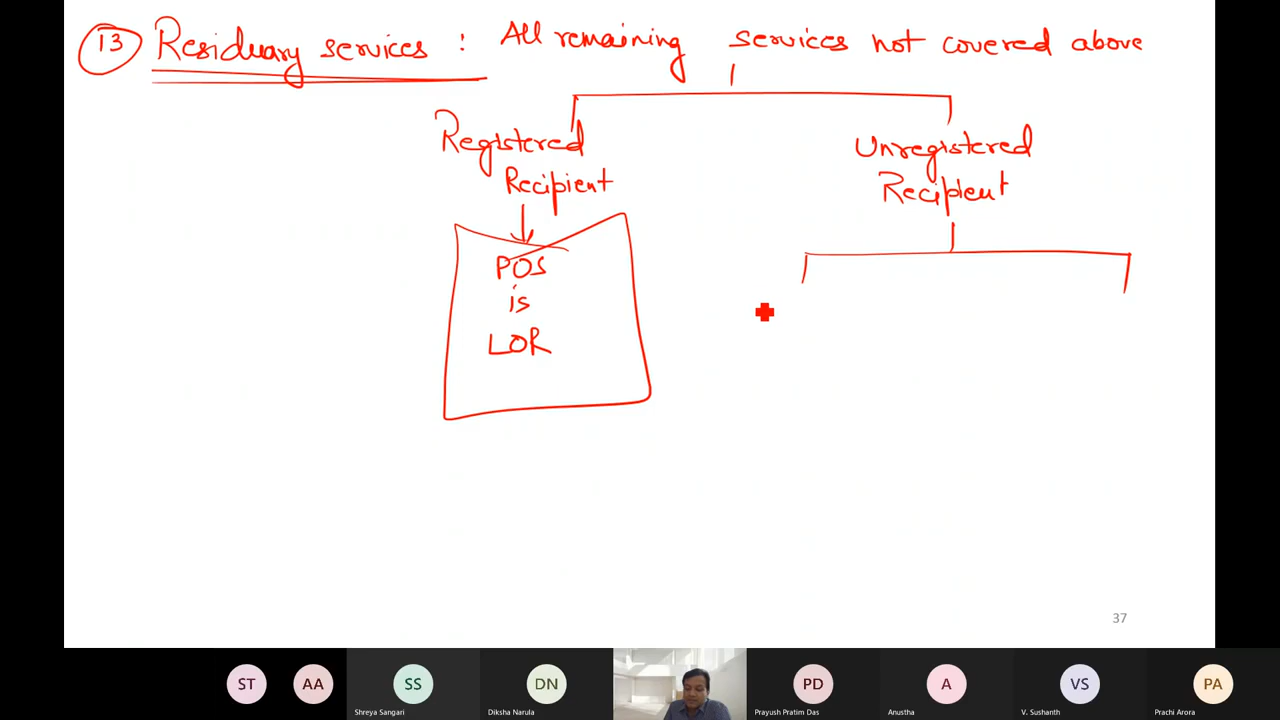 13 Residuary services : All remaining services not covered above
Registered
Recipient
Unregistered
Recipient
POS
is
LOR
37
ST
AA
SS
Shreya Sangari
DN
Diksha Narula
PD
Prayush Pratim Das
A
Anustha
VS
V. Sushanth
PA
Prachi Arora